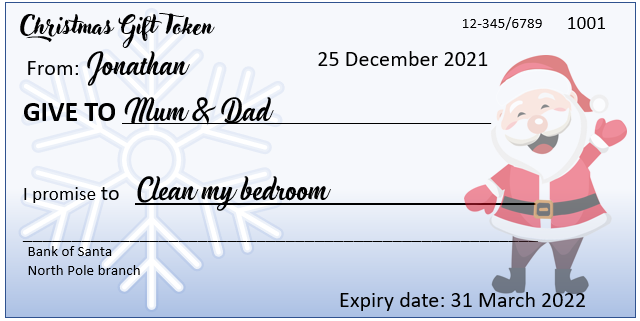 Christmas Gift Token 12-345/6789 1001
From: Jonathan 25 December 2021
GIVE TO Mum & Dad
I promise to Clean my bedroom
Bank of Santa
North Pole branch
Expiry date: 31 March 2022